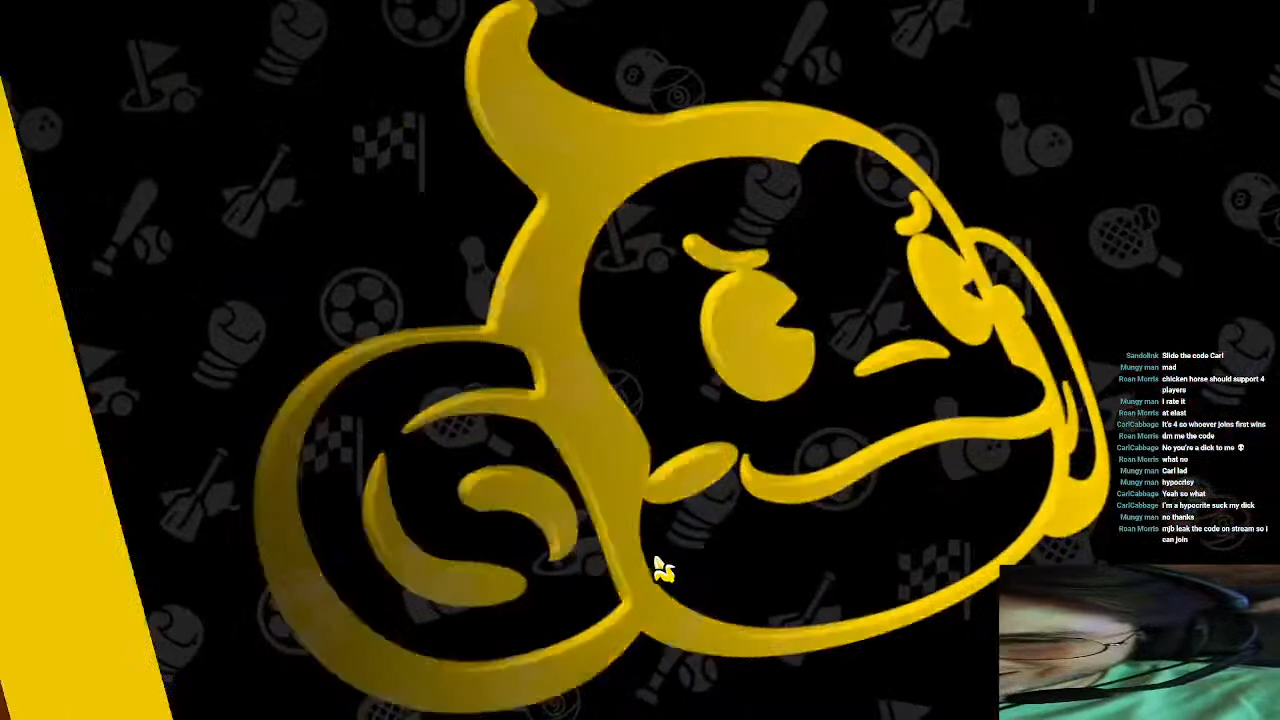 Sandolink Slide the code Carl
Mungy man mad
Roan Morris chicken horse should support 4
players
Mungy man I rate it
Roan Morris at elast
CarlCabbage It's 4 so whoever joins first wins
Roan Morris dm me the code
CarlCabbage No you're a dick to me 💀
Roan Morris what no
Mungy man Carl lad
Mungy man hypocrisy
CarlCabbage Yeah so what
CarlCabbage I'm a hypocrite suck my dick
Mungy man no thanks
Roan Morris mjb leak the code on stream so i
can join